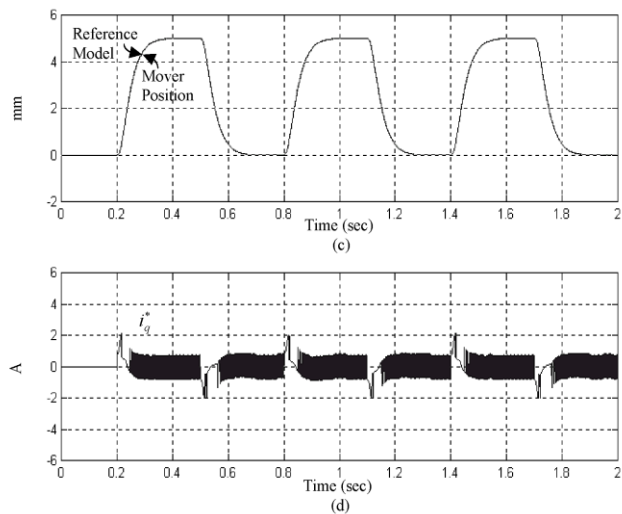 6
Reference
Model
4
Mover
Position
mm
2
0
-2
0 0.2 0.4 0.6 0.8 1 1.2 1.4 1.6 1.8 2
Time (sec)
(c)
6
4
i*q
2
A
0
-2
-4
-6
0 0.2 0.4 0.6 0.8 1 1.2 1.4 1.6 1.8 2
Time (sec)
(d)